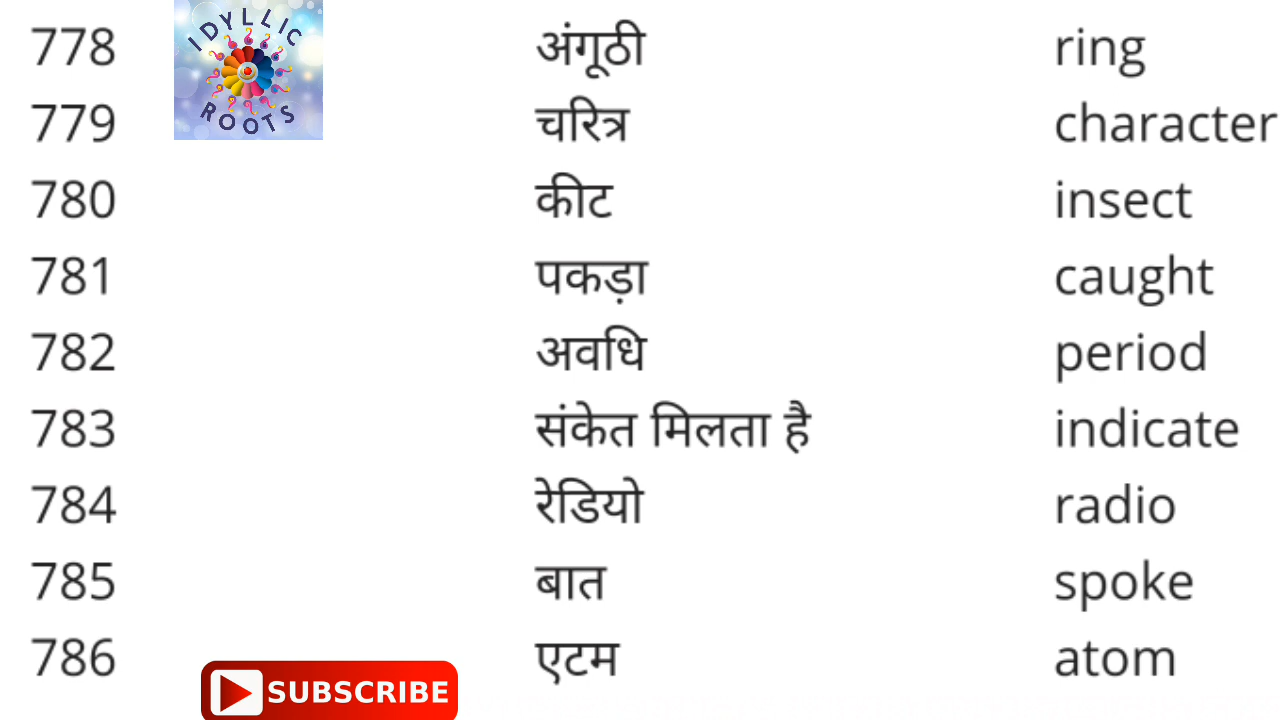 IDYLLIC ROOTS
778 अंगूठी ring
779 चरित्र character
780 कीट insect
781 पकड़ा caught
782 अवधि period
783 संकेत मिलता है indicate
784 रेडियो radio
785 बात spoke
786 एटम atom
SUBSCRIBE